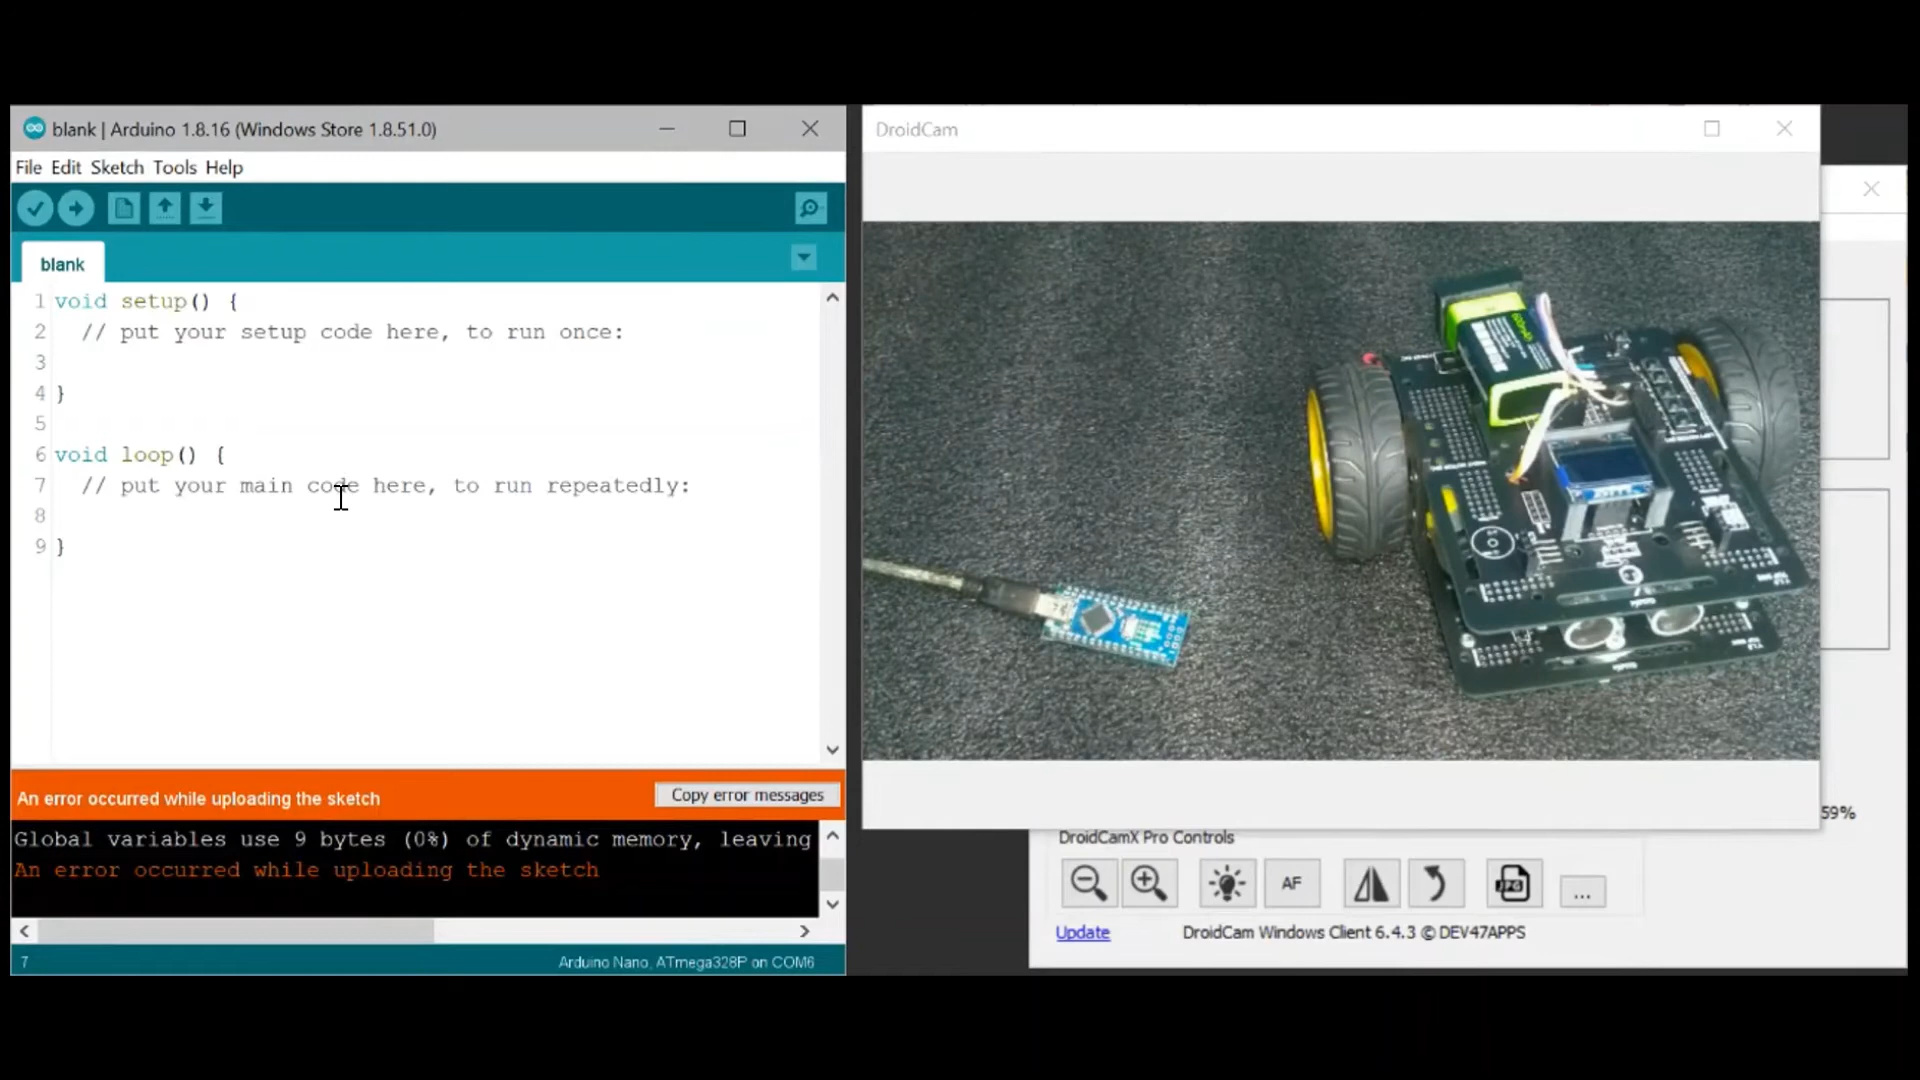 blank | Arduino 1.8.16 (Windows Store 1.8.51.0)
File Edit Sketch Tools Help
blank
1 void setup() {
2 // put your setup code here, to run once:
3
4 }
5
6 void loop() {
7 // put your main code here, to run repeatedly:
8
9 }
An error occurred while uploading the sketch
Copy error messages
Global variables use 9 bytes (0%) of dynamic memory, leaving
An error occurred while uploading the sketch
7
Arduino Nano, ATmega328P on COM6
DroidCam
600mAh
59%
DroidCamX Pro Controls
AF
JPG
...
Update
DroidCam Windows Client 6.4.3 © DEV47APPS